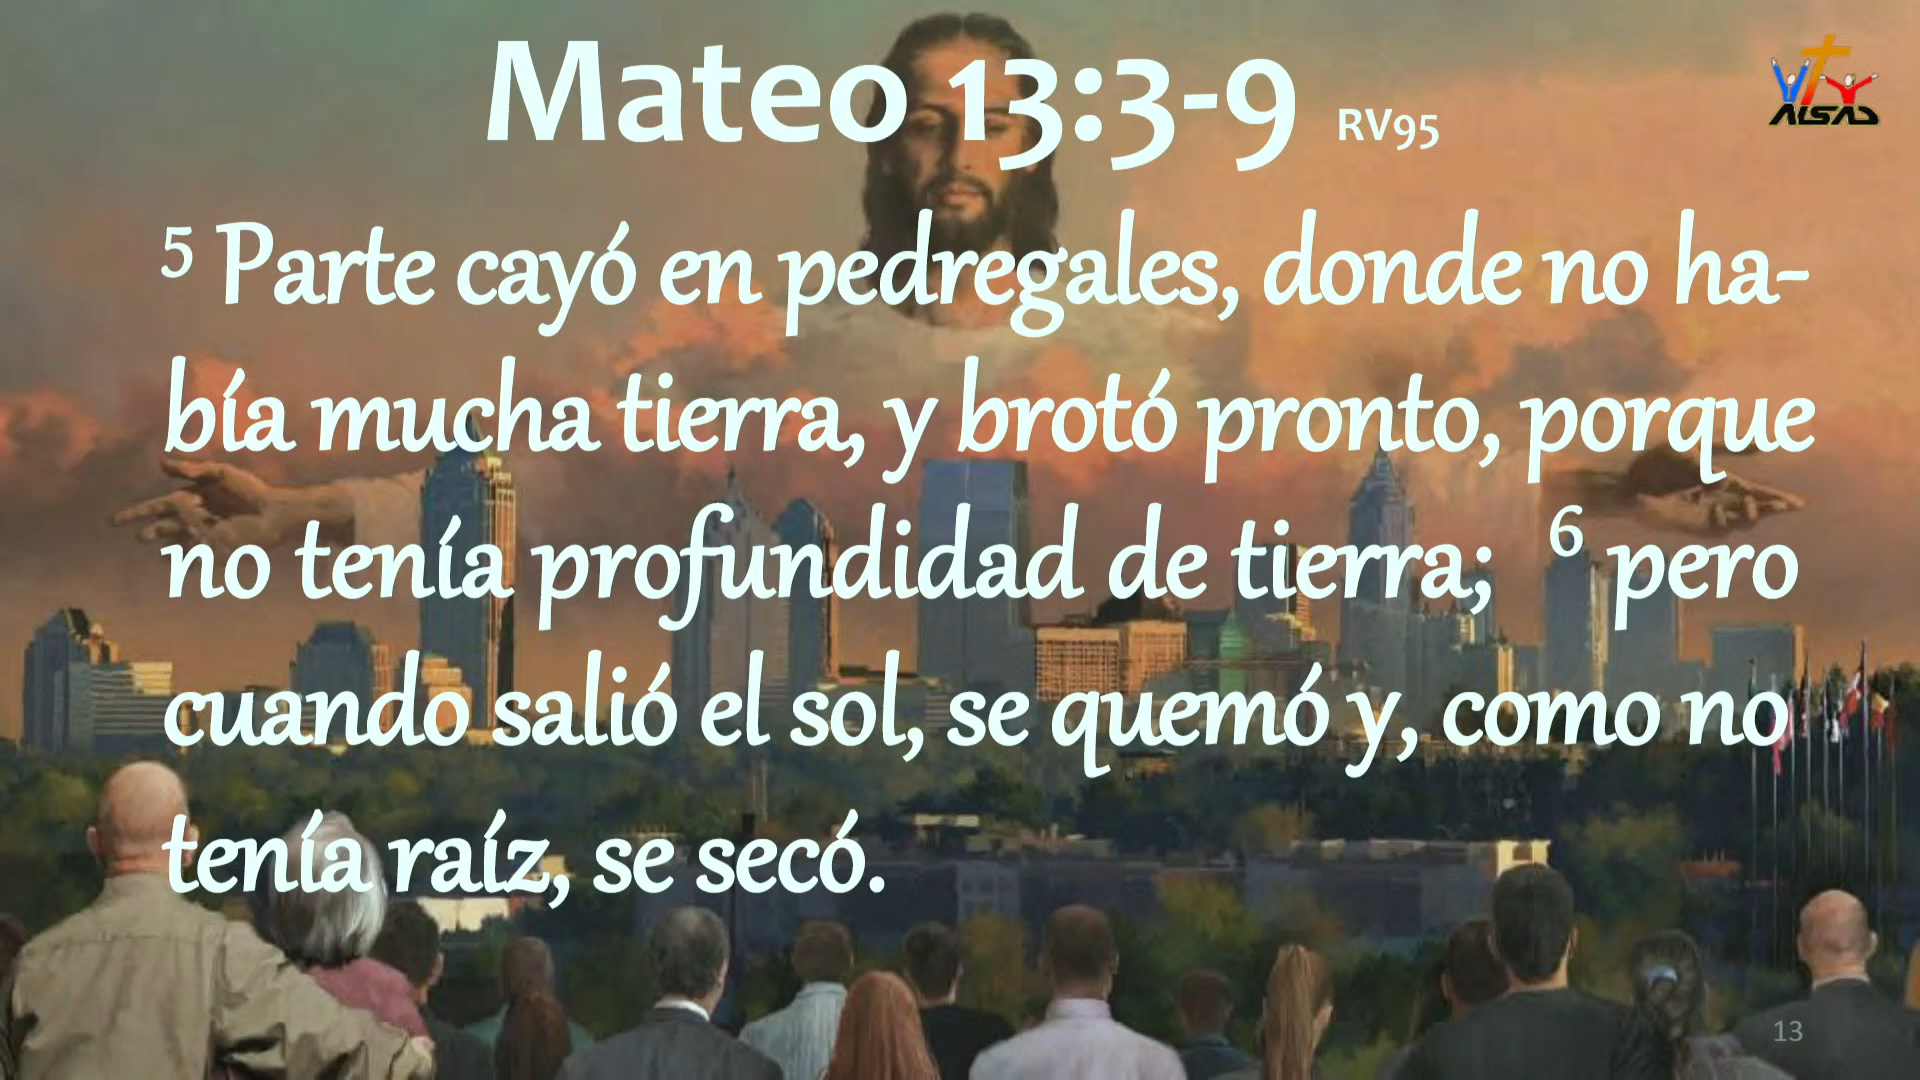 Mateo 13:3-9 RV95
ALSAD
5 Parte cayó en pedregales, donde no ha-
bía mucha tierra, y brotó pronto, porque
no tenía profundidad de tierra; 6 pero
cuando salió el sol, se quemó y, como no
tenía raíz, se secó.
13